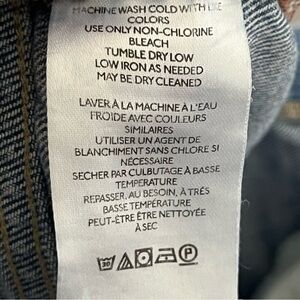 MACHINE WASH COLD WITH LIKE
COLORS
USE ONLY NON-CHLORINE
BLEACH
TUMBLE DRY LOW
LOW IRON AS NEEDED
MAY BE DRY CLEANED
LAVER À LA MACHINE À L'EAU
FROIDE AVEC COULEURS
SIMILAIRES
UTILISER UN AGENT DE
BLANCHIMENT SANS CHLORE SI
NÉCESSAIRE
SECHER PAR CULBUTAGE À BASSE
TEMPERATURE
REPASSER, AU BESOIN, À TRÉS
BASSE TEMPÉRATURE
PEUT-ÊTRE ÊTRE NETTOYÉE
À SEC
30 P